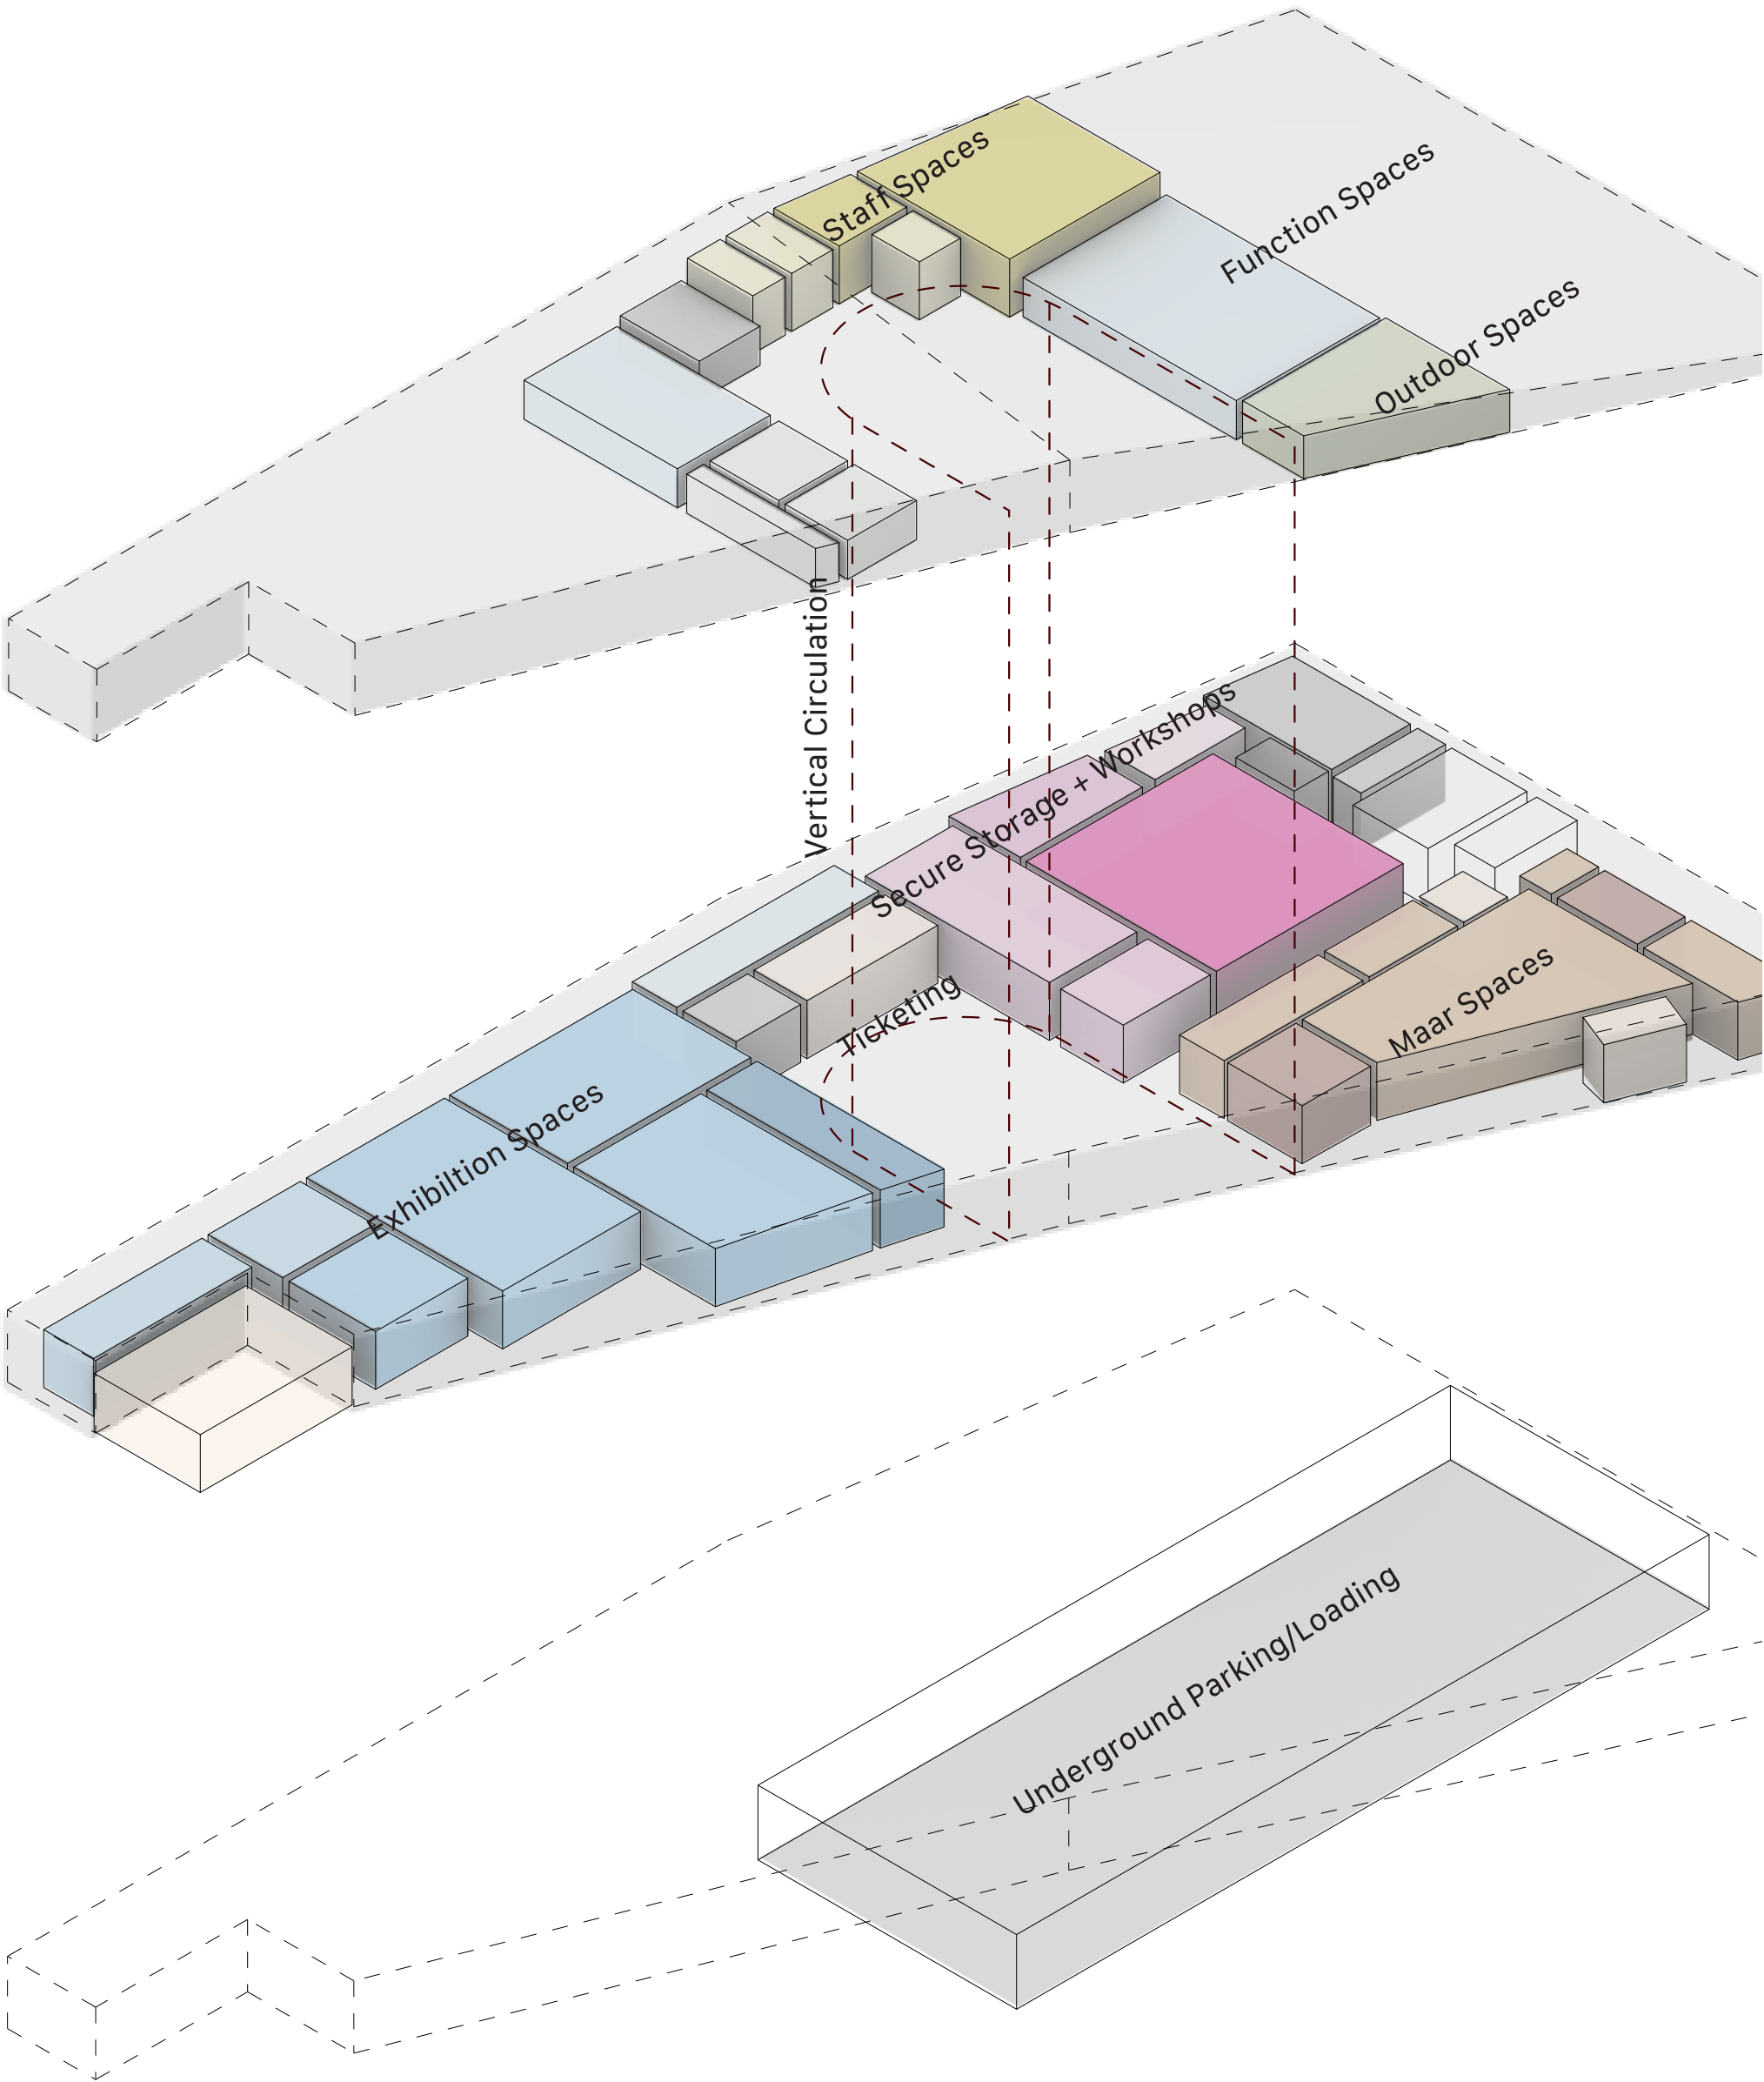 Staff Spaces
Function Spaces
Outdoor Spaces
Vertical Circulation
Secure Storage + Workshops
Ticketing
Maar Spaces
Exhibiltion Spaces
Underground Parking/Loading